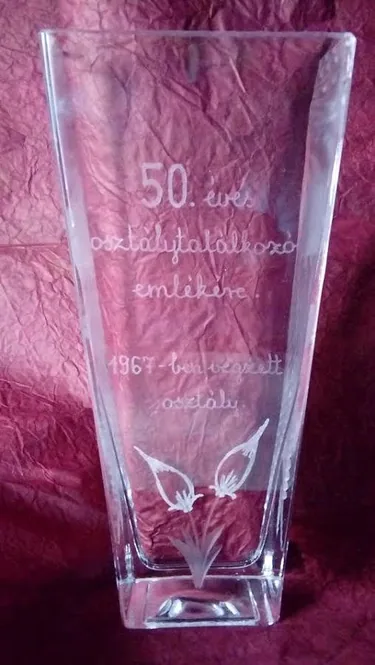 50. éves
osztálytalálkozó
emlékére.
1967-ben végzett
osztály.